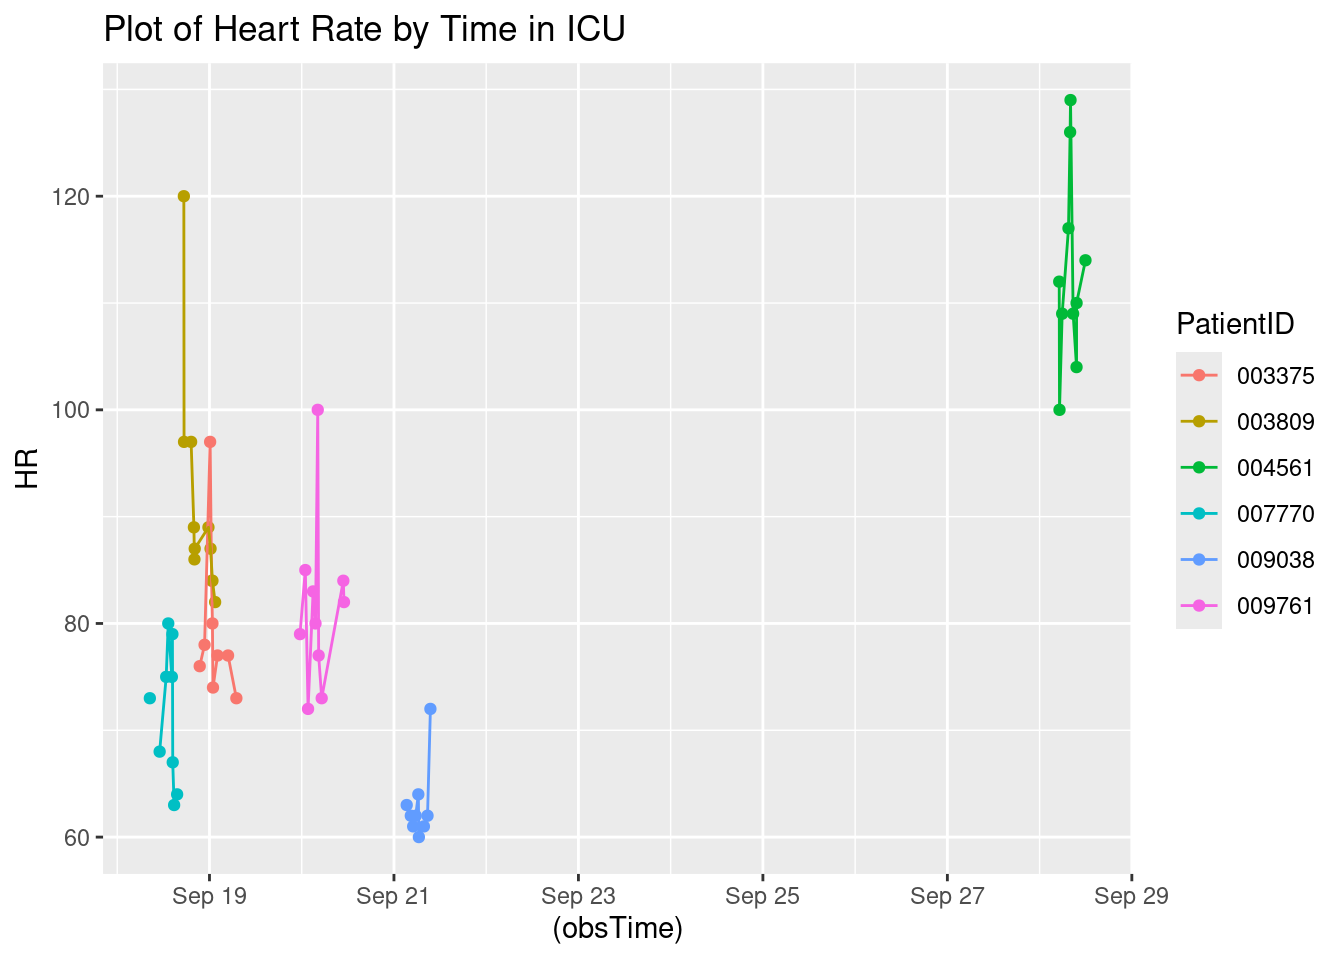 Plot of Heart Rate by Time in ICU
HR
120
100
80
60
Sep 19 Sep 21 Sep 23 Sep 25 Sep 27 Sep 29
(obsTime)
PatientID
003375
003809
004561
007770
009038
009761